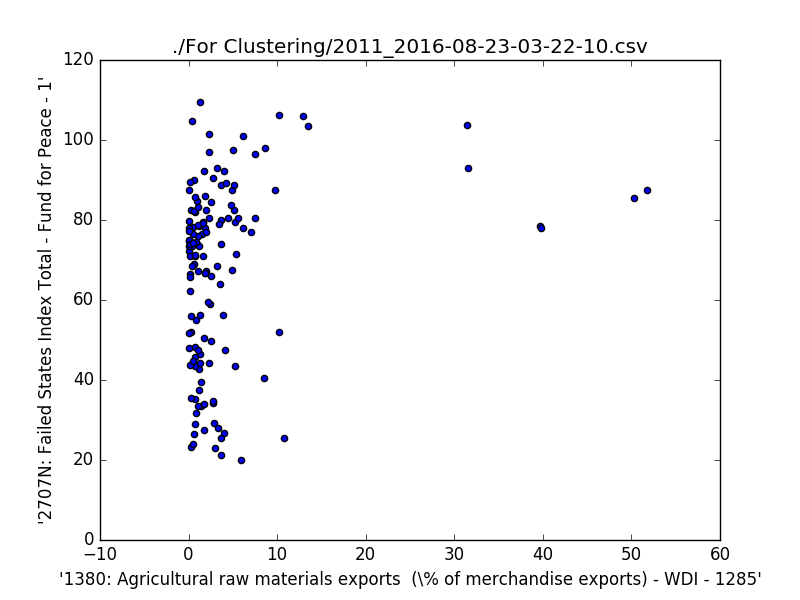 ./For Clustering/2011_2016-08-23-03-22-10.csv
120
100
80
60
40
20
0
'2707N: Failed States Index Total - Fund for Peace - 1'
−10 0 10 20 30 40 50 60
'1380: Agricultural raw materials exports  (\% of merchandise exports) - WDI - 1285'